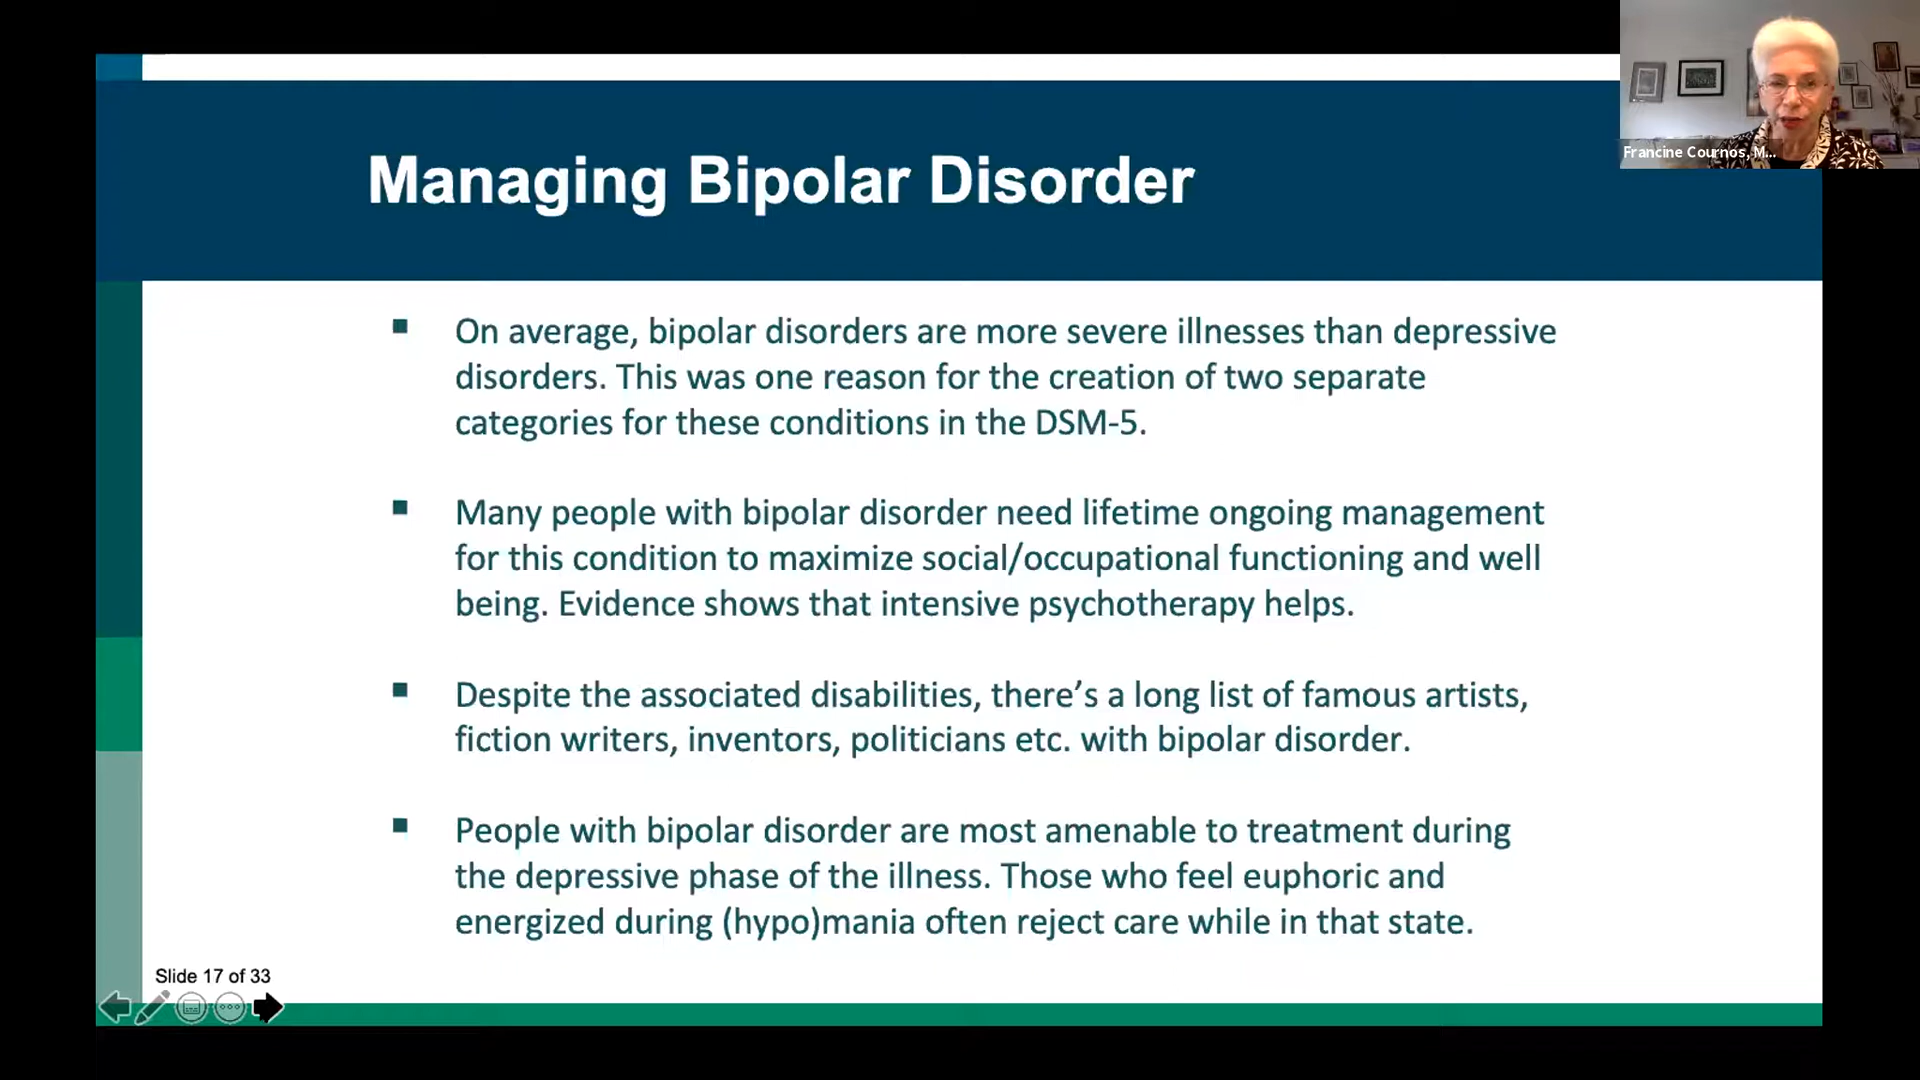 Managing Bipolar Disorder
Francine Cournos, M...
▪ On average, bipolar disorders are more severe illnesses than depressive
disorders. This was one reason for the creation of two separate
categories for these conditions in the DSM-5.
▪ Many people with bipolar disorder need lifetime ongoing management
for this condition to maximize social/occupational functioning and well
being. Evidence shows that intensive psychotherapy helps.
▪ Despite the associated disabilities, there’s a long list of famous artists,
fiction writers, inventors, politicians etc. with bipolar disorder.
▪ People with bipolar disorder are most amenable to treatment during
the depressive phase of the illness. Those who feel euphoric and
energized during (hypo)mania often reject care while in that state.
Slide 17 of 33